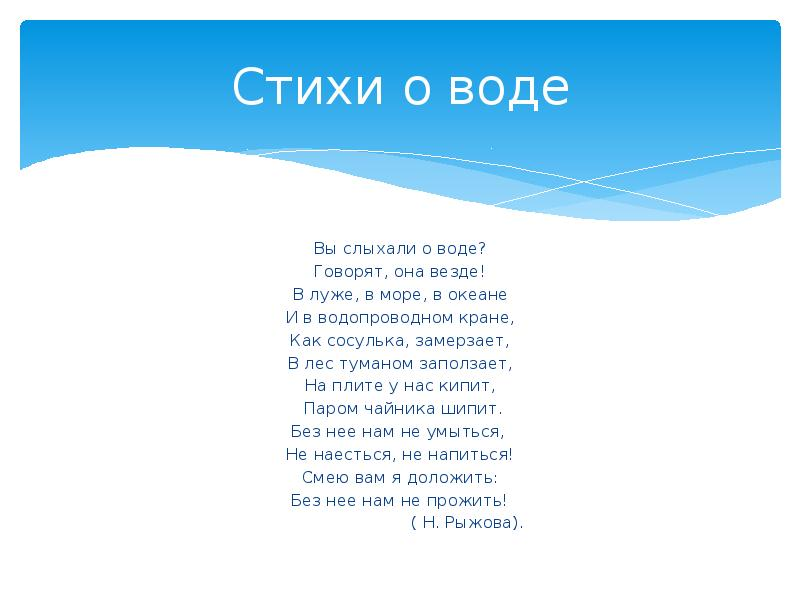 Стихи о воде
Вы слыхали о воде?
Говорят, она везде!
В луже, в море, в океане
И в водопроводном кране,
Как сосулька, замерзает,
В лес туманом заползает,
На плите у нас кипит,
Паром чайника шипит.
Без нее нам не умыться,
Не наесться, не напиться!
Смею вам я доложить:
Без нее нам не прожить!
( Н. Рыжова).